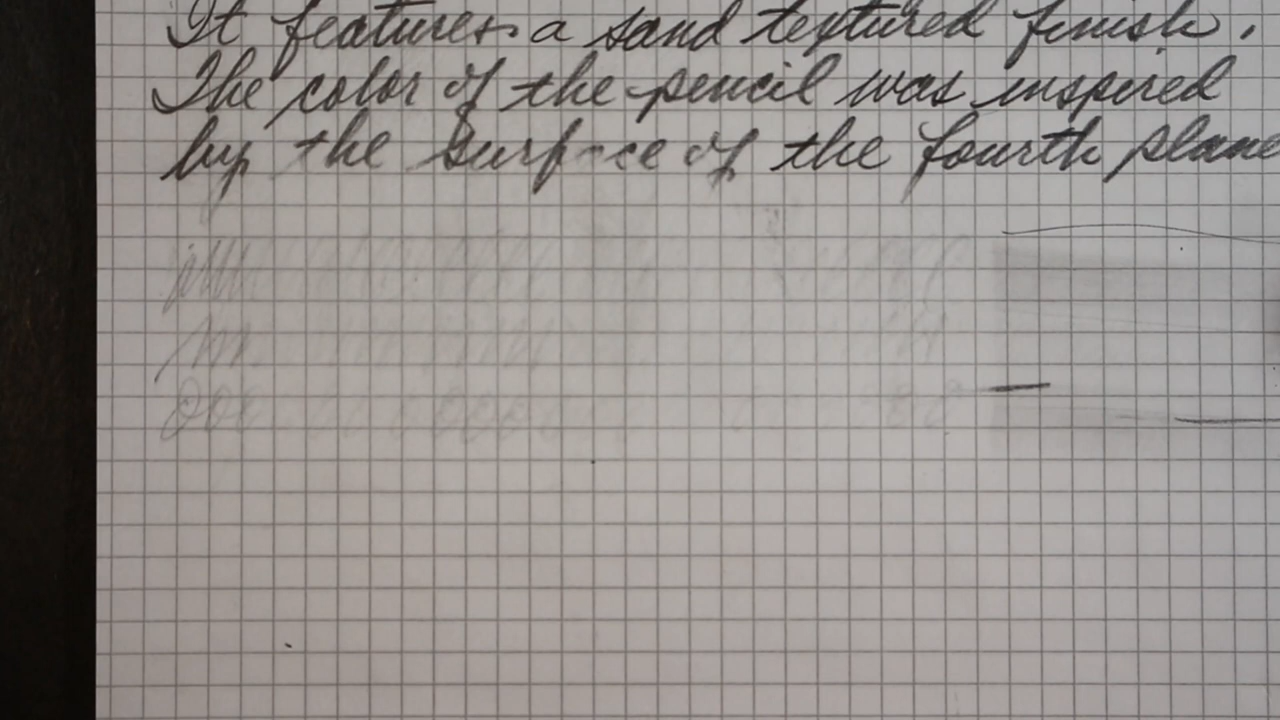 It features a sand textured finish.
The color of the pencil was inspired
by the surface of the fourth plane